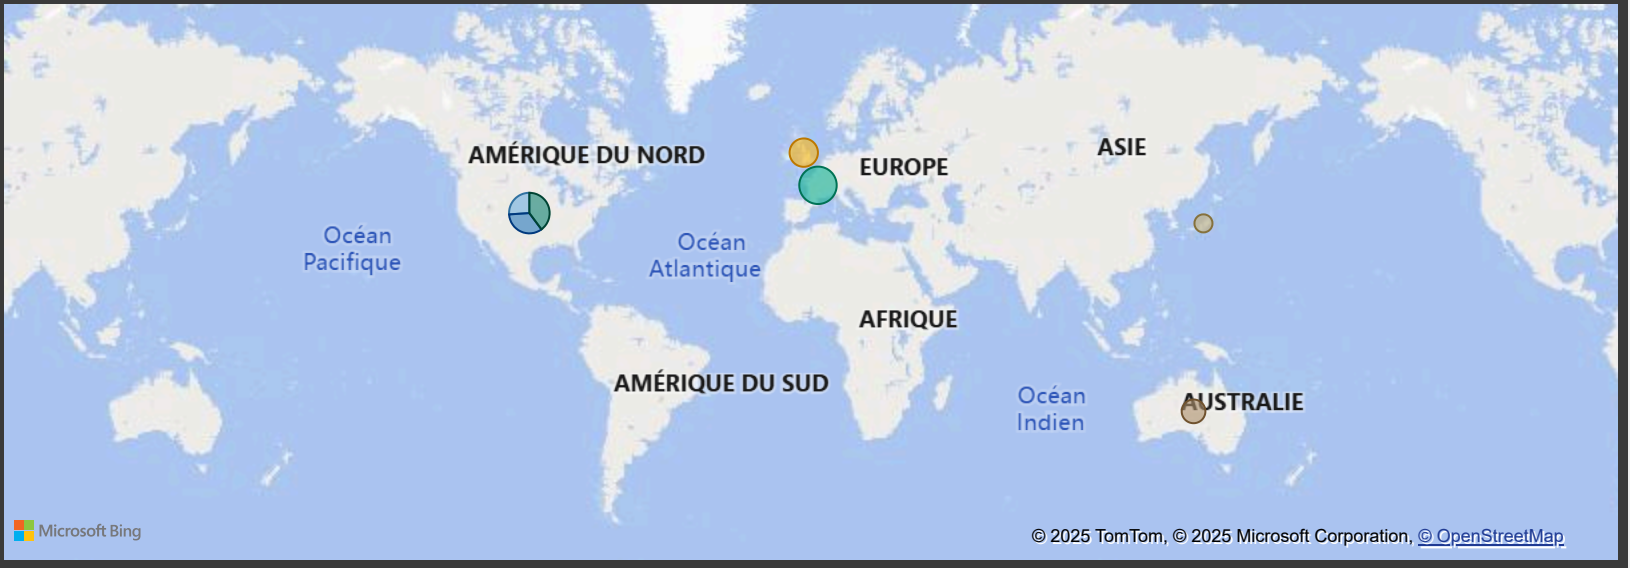 AMÉRIQUE DU NORD
EUROPE
ASIE
Océan
Pacifique
Océan
Atlantique
AFRIQUE
AMÉRIQUE DU SUD
Océan
Indien
AUSTRALIE
Microsoft Bing
© 2025 TomTom, © 2025 Microsoft Corporation, © OpenStreetMap